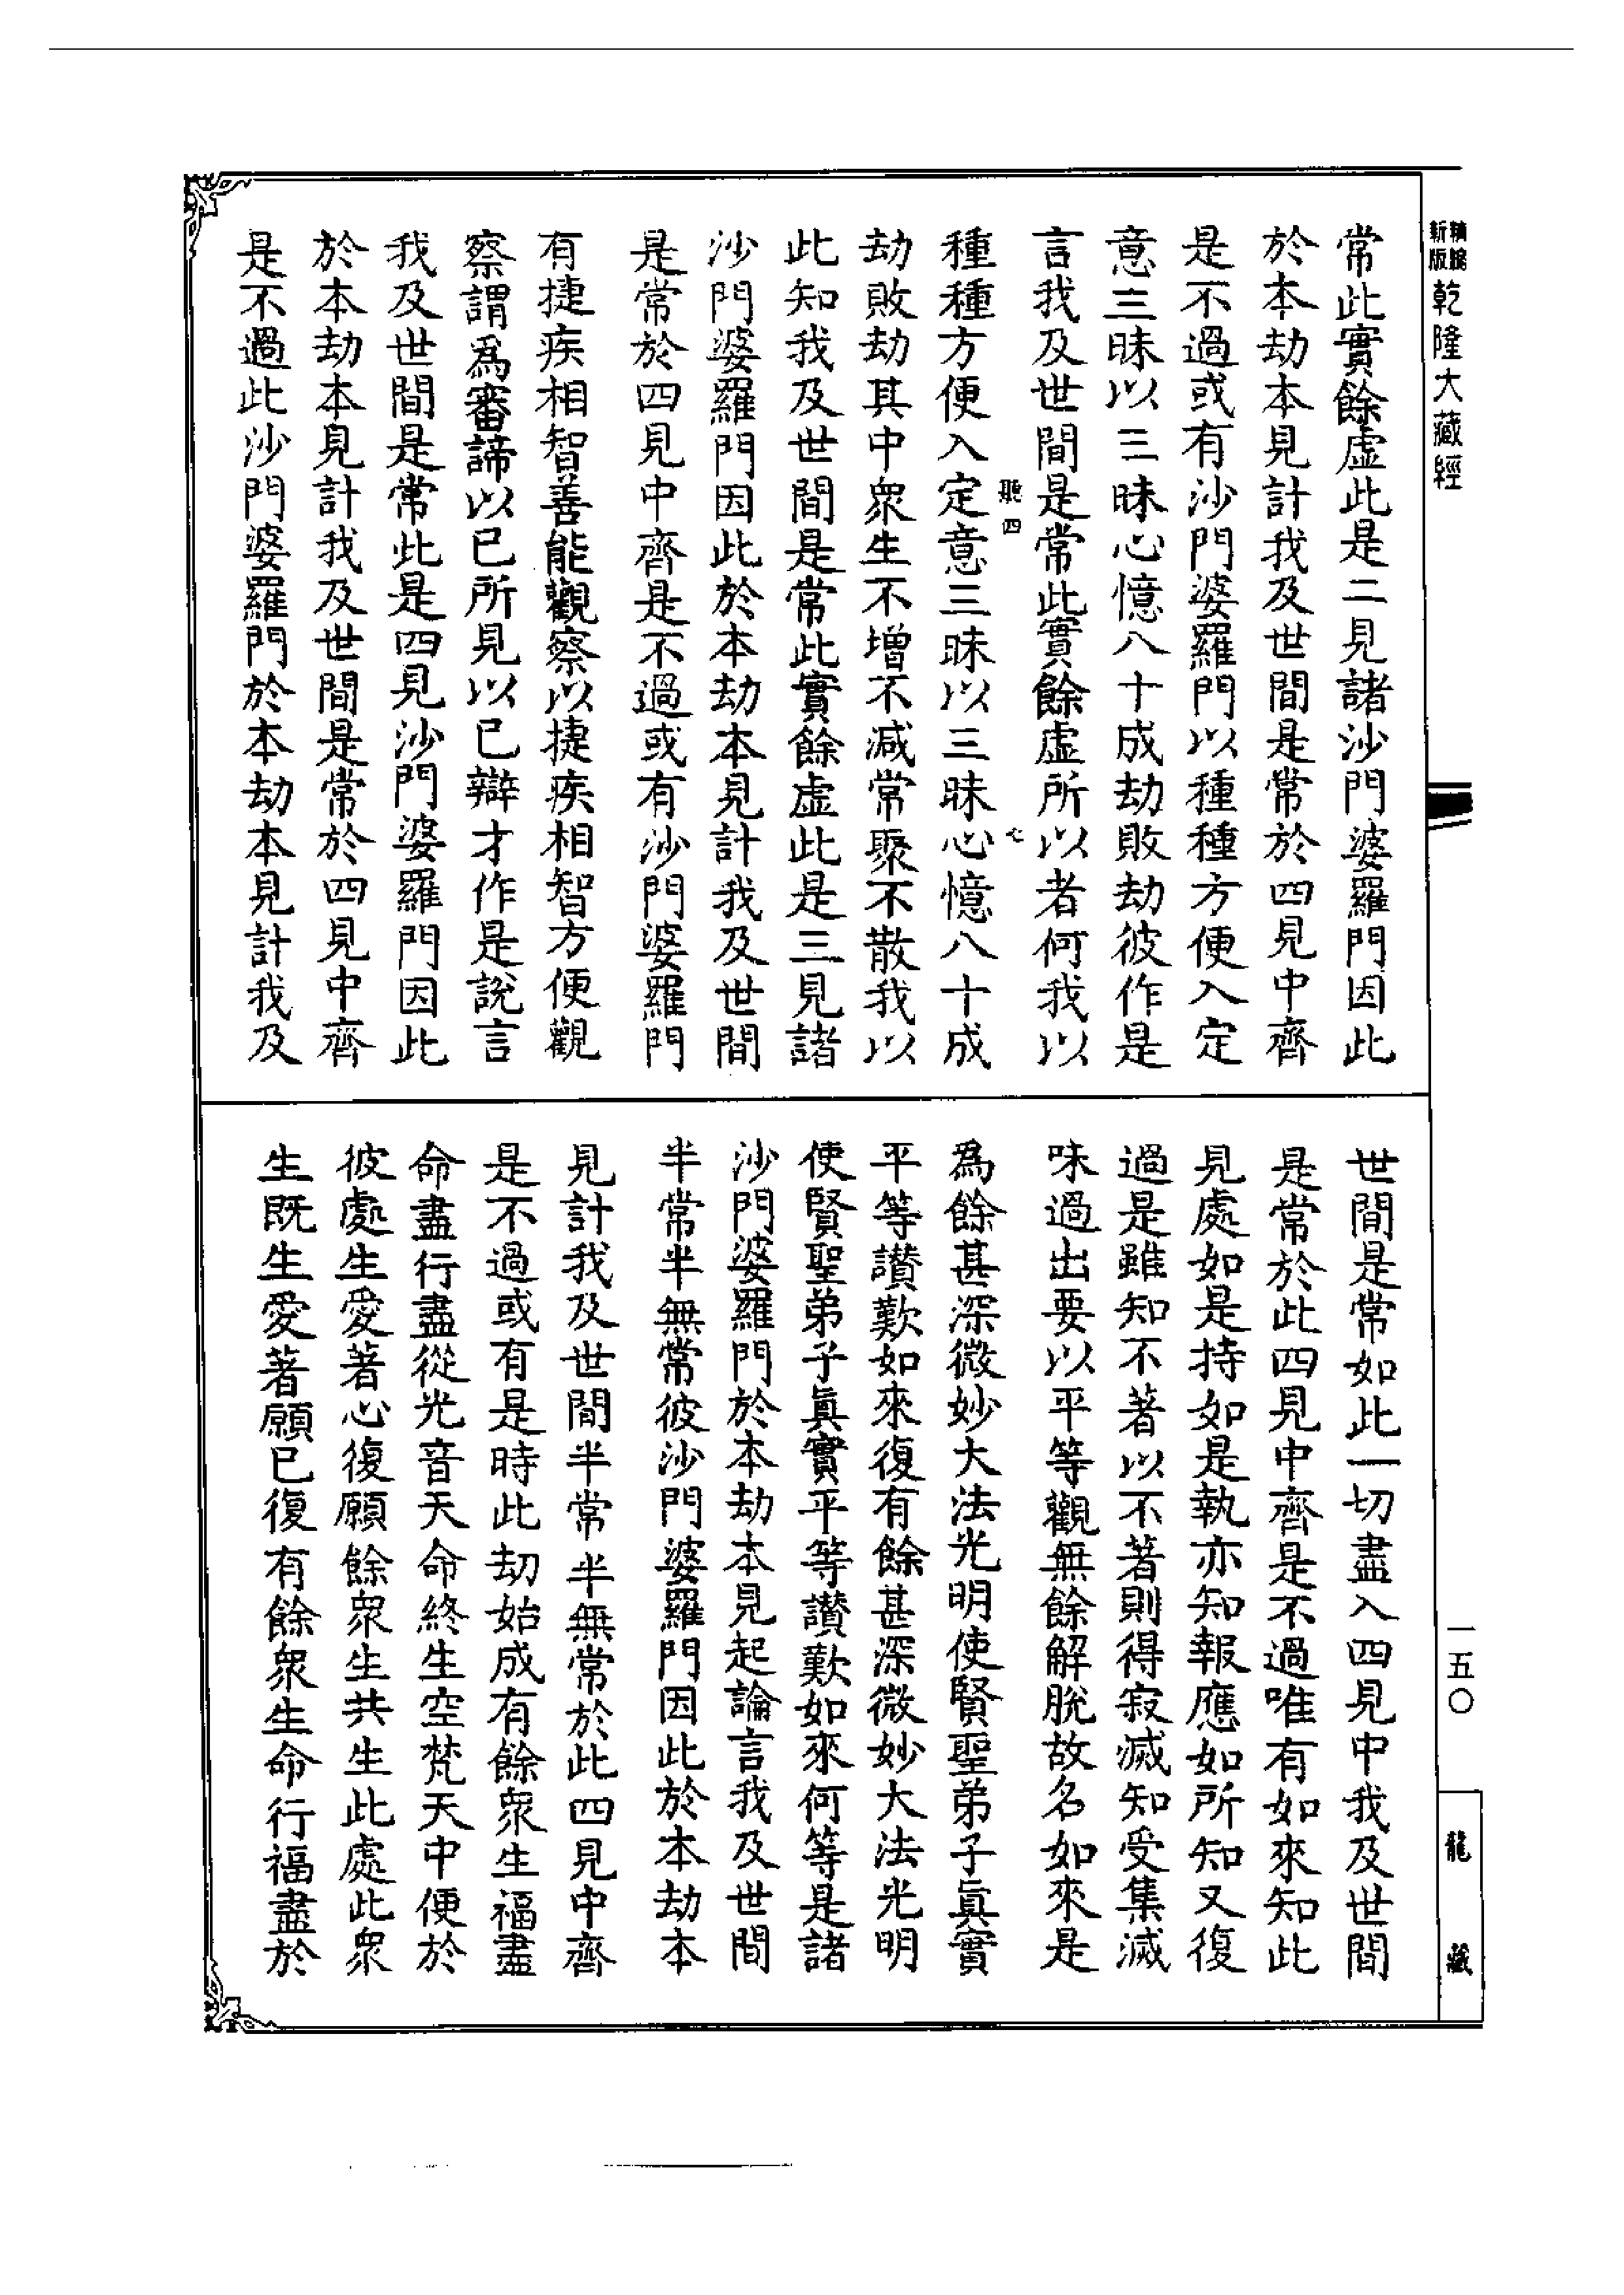 新版
精縮
乾隆大藏經
常此實餘虛此是二見諸沙門婆羅門因此
於本劫本見計我及世間是常於四見中齊
是不過或有沙門婆羅門以種種方便入定
意三昧以三昧心憶八十成劫敗劫彼作是
言我及世間是常此實餘虛所以者何我以
聚四
七
種種方便入定意三昧以三昧心憶八十成
劫敗劫其中衆生不增不減常聚不散我以
此知我及世間是常此實餘虛此是三見諸
沙門婆羅門因此於本劫本見計我及世間
是常於四見中齊是不過或有沙門婆羅門
有捷疾相智善能觀察以捷疾相智方便觀
察謂爲審諦以已所見以已辯才作是說言
我及世間是常此是四見沙門婆羅門因此
於本劫本見計我及世間是常於四見中齊
是不過此沙門婆羅門於本劫本見計我及
世間是常如此一切盡入四見中我及世間
是常於此四見中齊是不過唯有如來知此
見處如是持如是執亦知報應如所知又復
過是雖知不著以不著則得寂滅知受集滅
味過出要以平等觀無餘解脫故名如來是
爲餘甚深微妙大法光明使賢聖弟子眞實
平等讃歎如來復有餘甚深微妙大法光明
使賢聖弟子眞實平等讃歎如來何等是諸
沙門婆羅門於本劫本見起論言我及世間
半常半無常彼沙門婆羅門因此於本劫本
見計我及世間半常半無常於此四見中齊
是不過或有是時此劫始成有餘衆生福盡
命盡行盡從光音天命終生空梵天中便於
彼處生愛著心復願餘衆生共生此處此衆
生既生愛著願已復有餘衆生命行福盡於
一五〇
龍藏